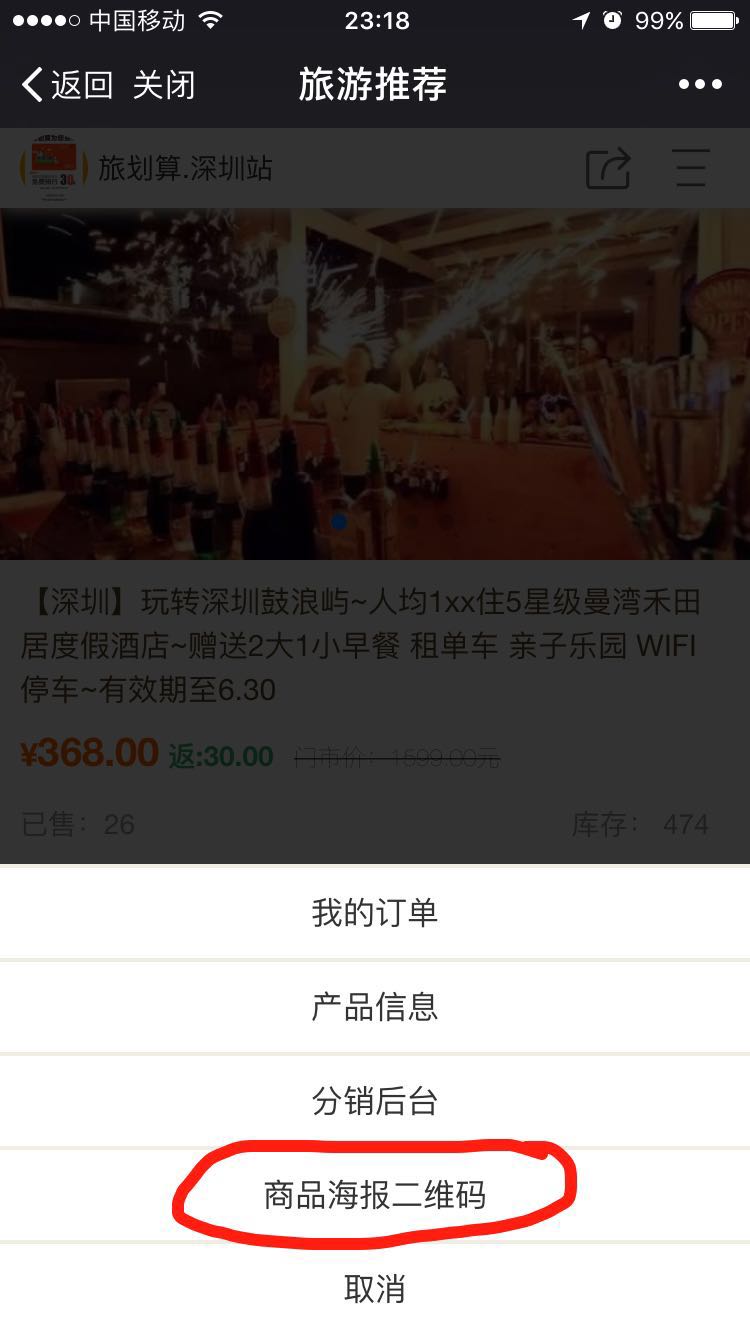 中国移动
23:18
99%
返回 关闭
旅游推荐
旅划算.深圳站
【深圳】玩转深圳鼓浪屿~人均1xx住5星级曼湾禾田
居度假酒店~赠送2大1小早餐 租单车 亲子乐园 WIFI
停车~有效期至6.30
¥368.00 返:30.00 门市价：1599.00元
已售：26
库存：474
我的订单
产品信息
分销后台
商品海报二维码
取消